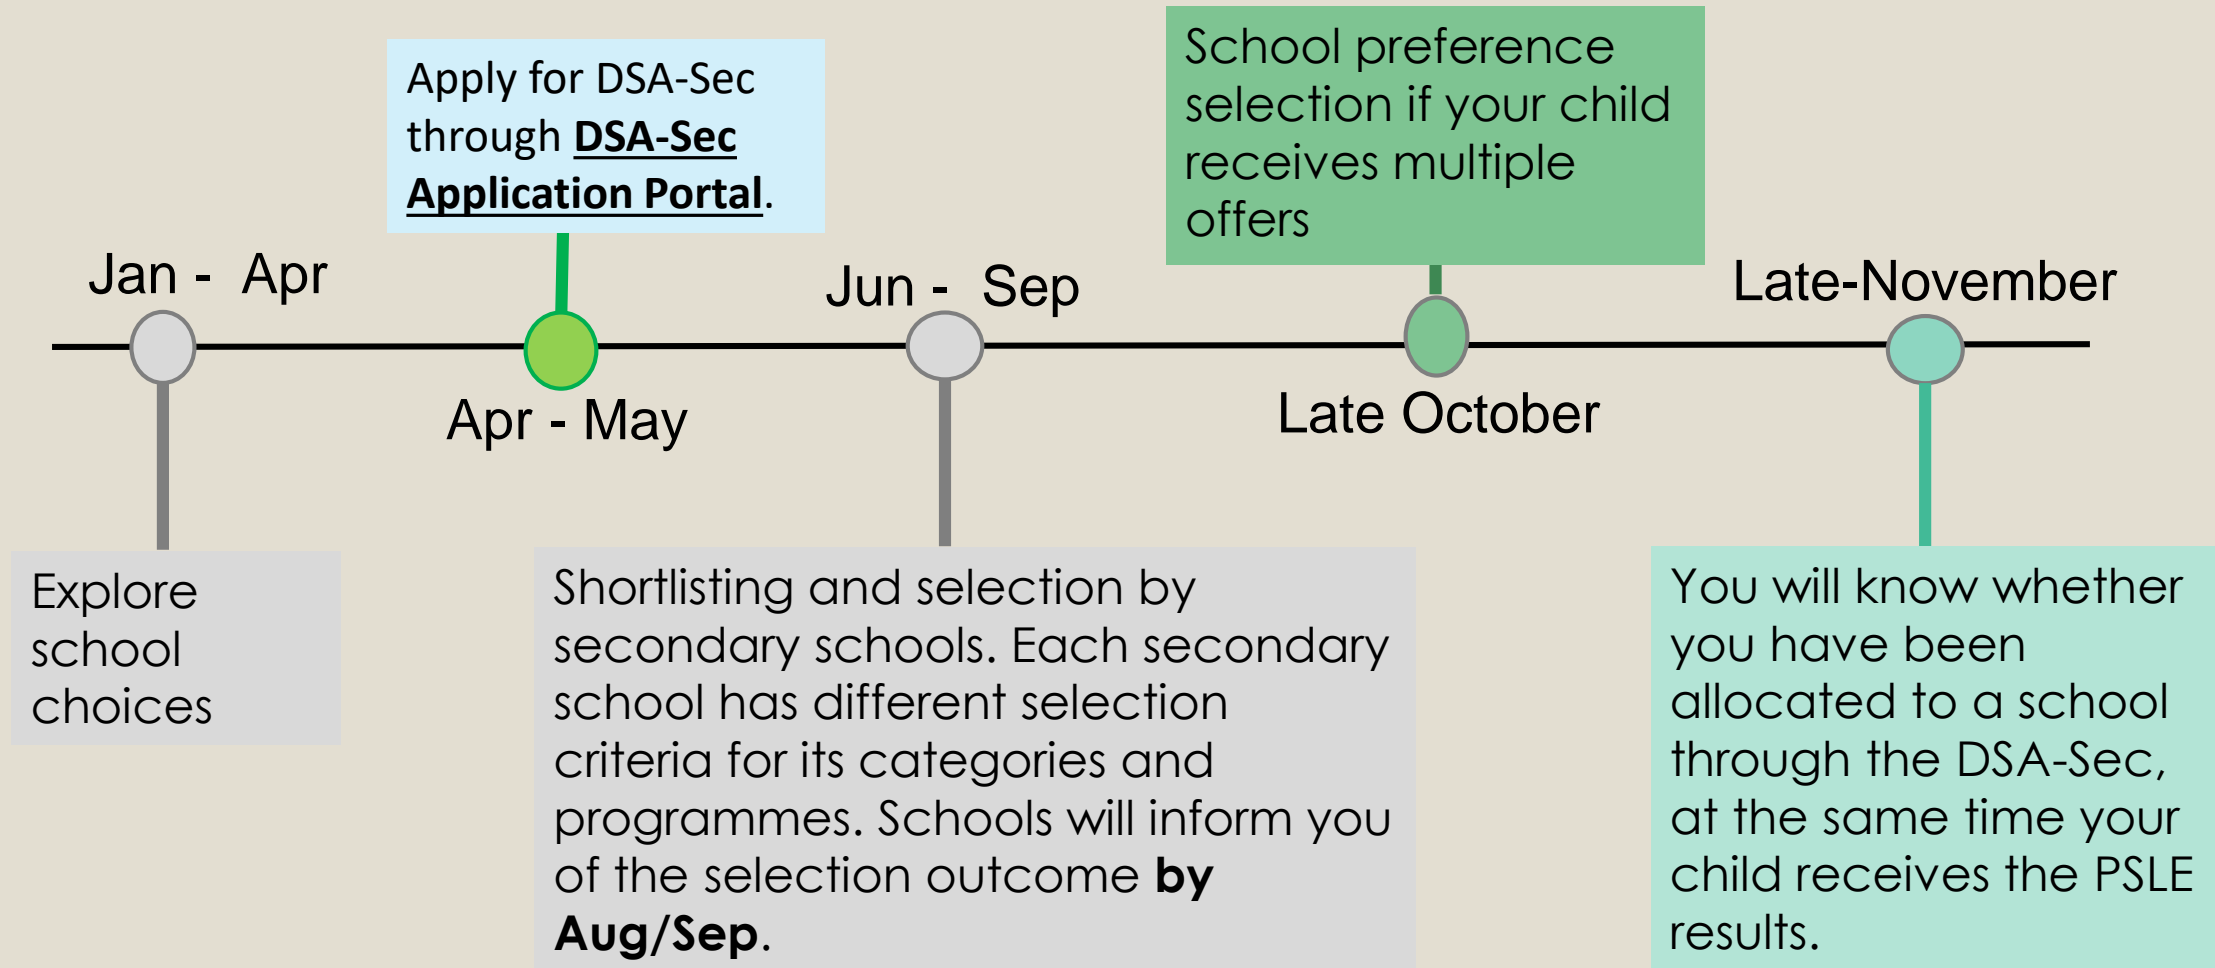 Apply for DSA-Sec
through DSA-Sec
Application Portal.
School preference
selection if your child
receives multiple
offers
Jan - Apr
Jun - Sep
Late-November
Apr - May
Late October
Explore
school
choices
Shortlisting and selection by
secondary schools. Each secondary
school has different selection
criteria for its categories and
programmes. Schools will inform you
of the selection outcome by
Aug/Sep.
You will know whether
you have been
allocated to a school
through the DSA-Sec,
at the same time your
child receives the PSLE
results.